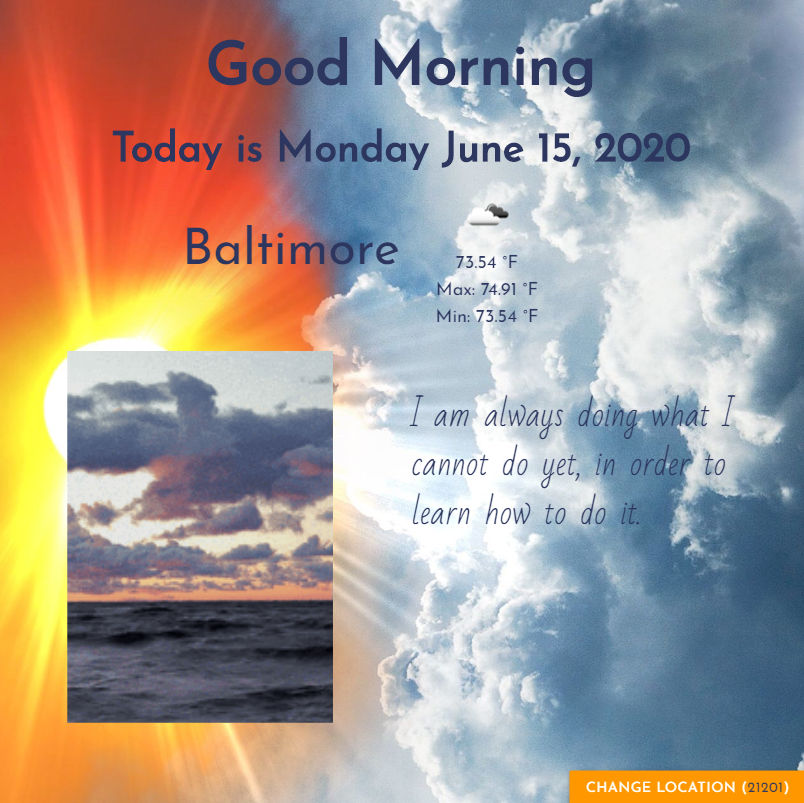 Good Morning
Today is Monday June 15, 2020
Baltimore
73.54 °F
Max: 74.91 °F
Min: 73.54 °F
I am always doing what I
cannot do yet, in order to
learn how to do it.
CHANGE LOCATION (21201)